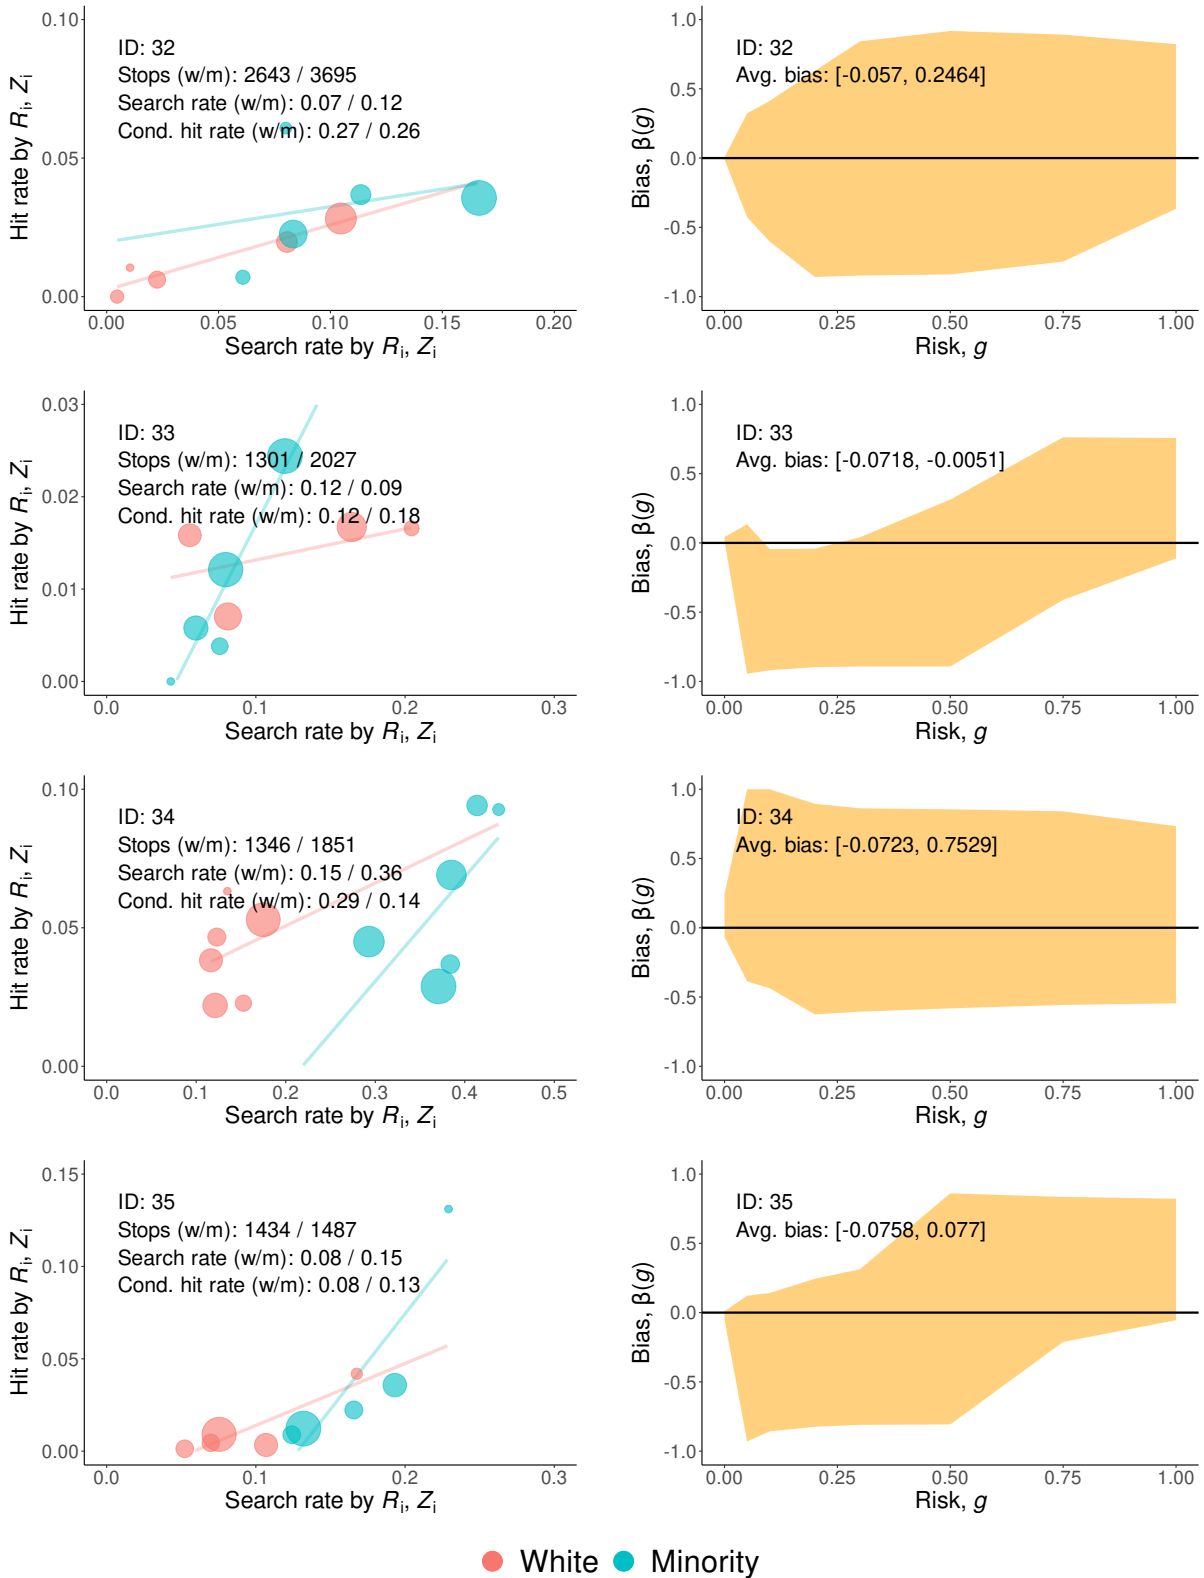 ID: 32
Stops (w/m): 2643 / 3695
Search rate (w/m): 0.07 / 0.12
Cond. hit rate (w/m): 0.27 / 0.26
Hit rate by Ri, Zi
0.10
0.05
0.00
0.00 0.05 0.10 0.15 0.20
Search rate by Ri, Zi
ID: 32
Avg. bias: [-0.057, 0.2464]
Bias, β(g)
1.0
0.5
0.0
-0.5
-1.0
0.00 0.25 0.50 0.75 1.00
Risk, g
ID: 33
Stops (w/m): 1301 / 2027
Search rate (w/m): 0.12 / 0.09
Cond. hit rate (w/m): 0.12 / 0.18
Hit rate by Ri, Zi
0.03
0.02
0.01
0.00
0.0 0.1 0.2 0.3
Search rate by Ri, Zi
ID: 33
Avg. bias: [-0.0718, -0.0051]
Bias, β(g)
1.0
0.5
0.0
-0.5
-1.0
0.00 0.25 0.50 0.75 1.00
Risk, g
ID: 34
Stops (w/m): 1346 / 1851
Search rate (w/m): 0.15 / 0.36
Cond. hit rate (w/m): 0.29 / 0.14
Hit rate by Ri, Zi
0.10
0.05
0.00
0.0 0.1 0.2 0.3 0.4 0.5
Search rate by Ri, Zi
ID: 34
Avg. bias: [-0.0723, 0.7529]
Bias, β(g)
1.0
0.5
0.0
-0.5
-1.0
0.00 0.25 0.50 0.75 1.00
Risk, g
ID: 35
Stops (w/m): 1434 / 1487
Search rate (w/m): 0.08 / 0.15
Cond. hit rate (w/m): 0.08 / 0.13
Hit rate by Ri, Zi
0.15
0.10
0.05
0.00
0.0 0.1 0.2 0.3
Search rate by Ri, Zi
ID: 35
Avg. bias: [-0.0758, 0.077]
Bias, β(g)
1.0
0.5
0.0
-0.5
-1.0
0.00 0.25 0.50 0.75 1.00
Risk, g
White Minority